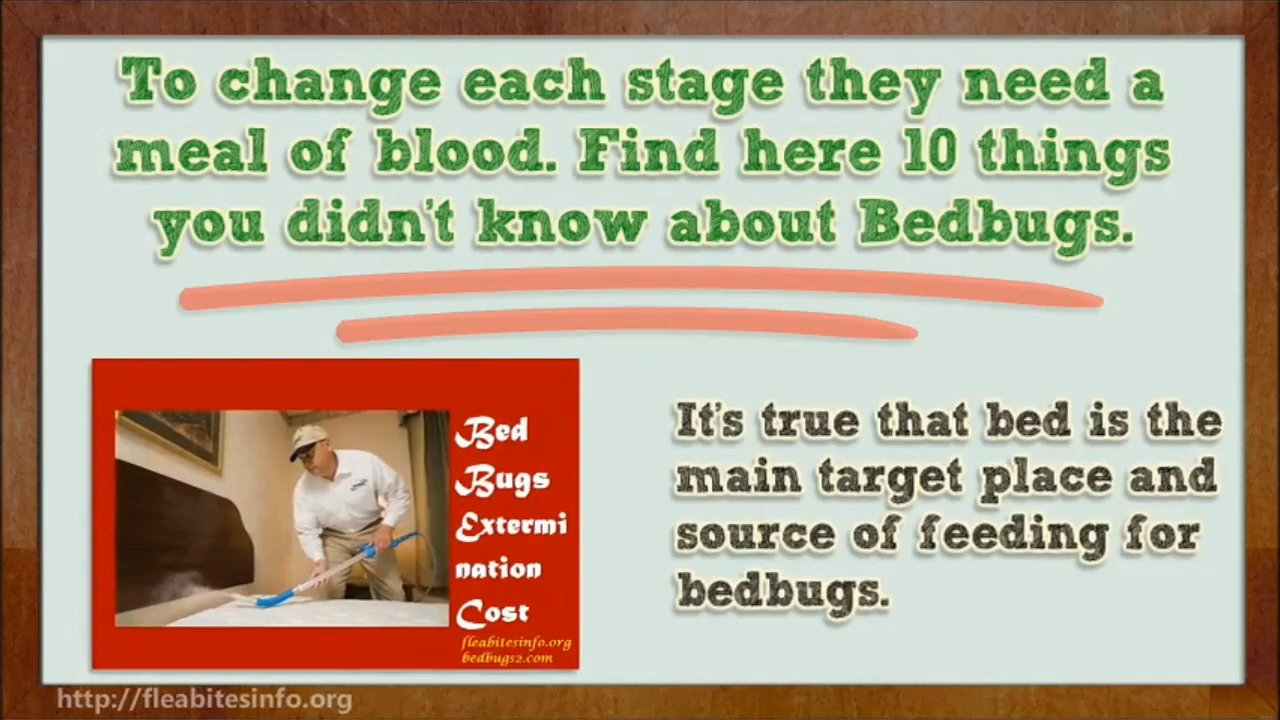 To change each stage they need a
meal of blood. Find here 10 things
you didn't know about Bedbugs.
Bed
Bugs
Extermi
nation
Cost
fleabitesinfo.org
bedbugs2.com
It's true that bed is the
main target place and
source of feeding for
bedbugs.
http://fleabitesinfo.org